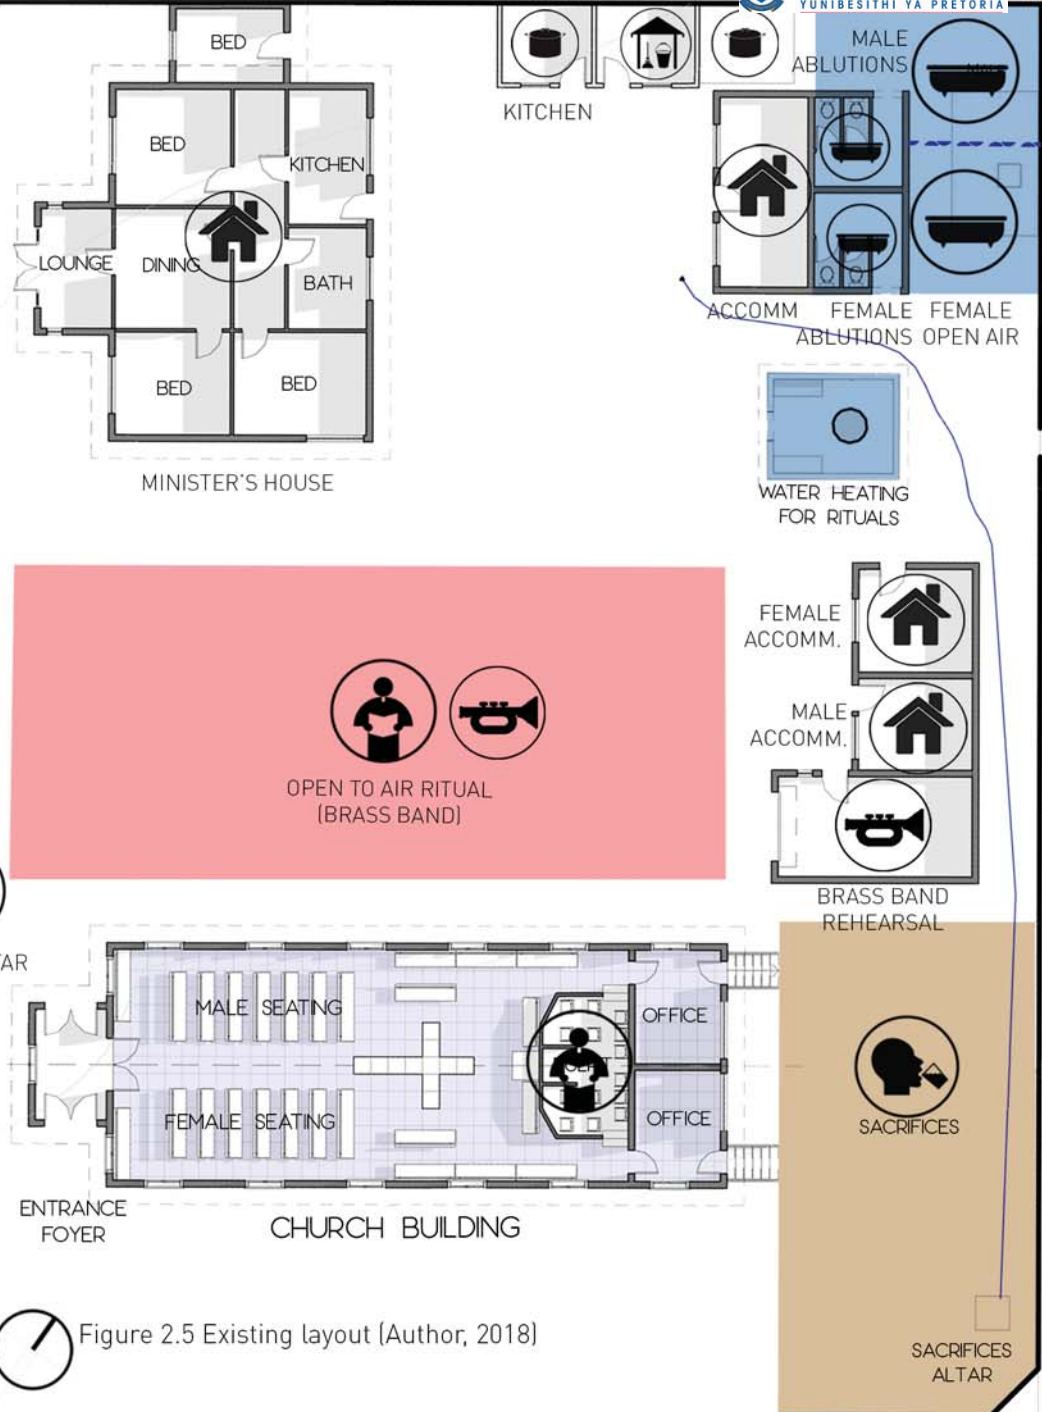 YUNIBESITHI YA PRETORIA
BED
MALE
ABLUTIONS
KITCHEN
BED
KITCHEN
LOUNGE
DINING
BATH
ACCOMM
FEMALE
ABLUTIONS
FEMALE
OPEN AIR
BED
BED
MINISTER'S HOUSE
WATER HEATING
FOR RITUALS
FEMALE
ACCOMM.
MALE
ACCOMM.
OPEN TO AIR RITUAL
(BRASS BAND)
BRASS BAND
REHEARSAL
TAR
MALE SEATING
OFFICE
FEMALE SEATING
OFFICE
SACRIFICES
ENTRANCE
FOYER
CHURCH BUILDING
Figure 2.5 Existing layout (Author, 2018)
SACRIFICES
ALTAR